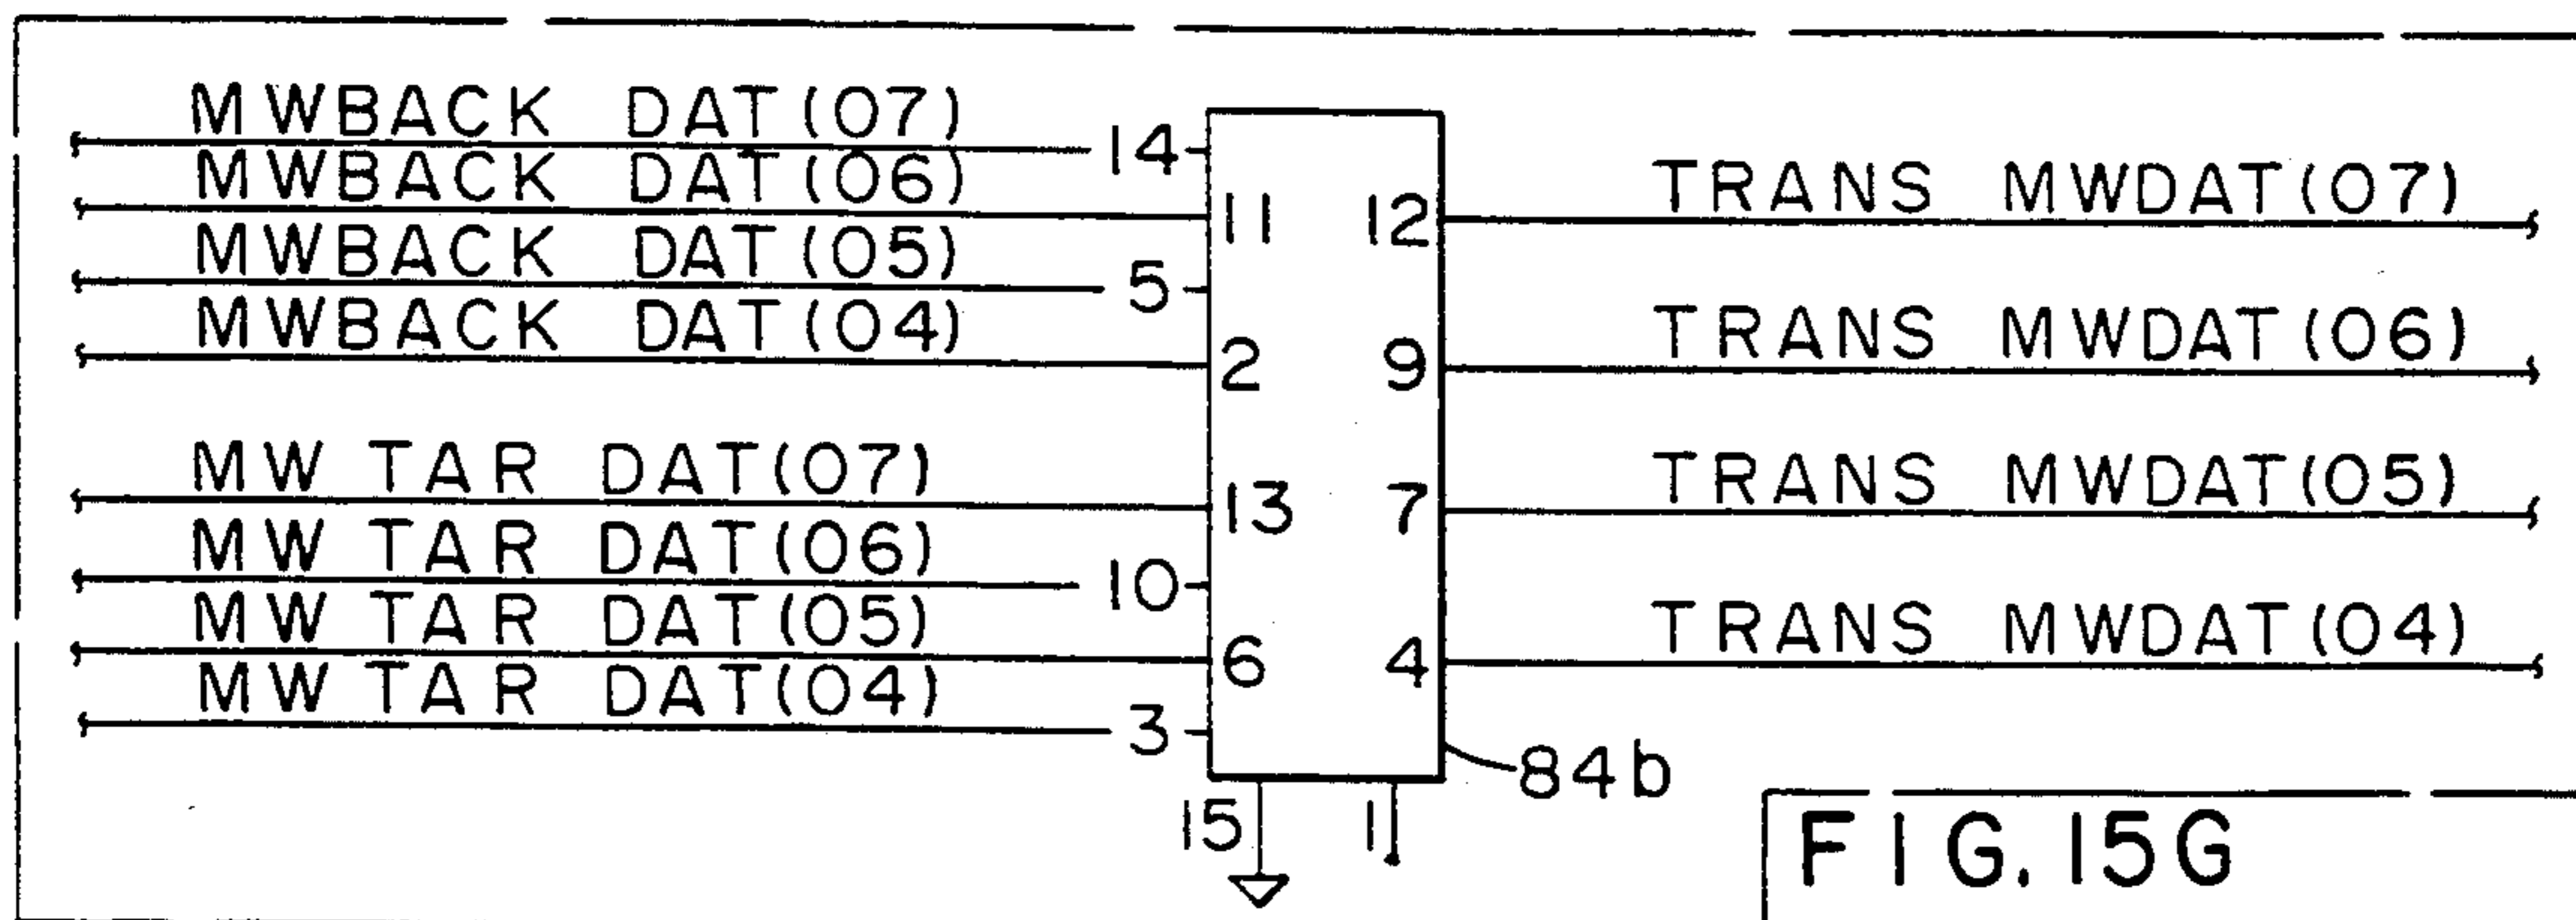 MWBACK DAT(07)
14
MWBACK DAT(06)
11
12
TRANS MWDAT(07)
MWBACK DAT(05)
5
MWBACK DAT(04)
2
9
TRANS MWDAT(06)
MW TAR DAT(07)
13
7
TRANS MWDAT(05)
MW TAR DAT(06)
10
MW TAR DAT(05)
6
4
TRANS MWDAT(04)
MW TAR DAT(04)
3
84b
15
1
FIG. 15G